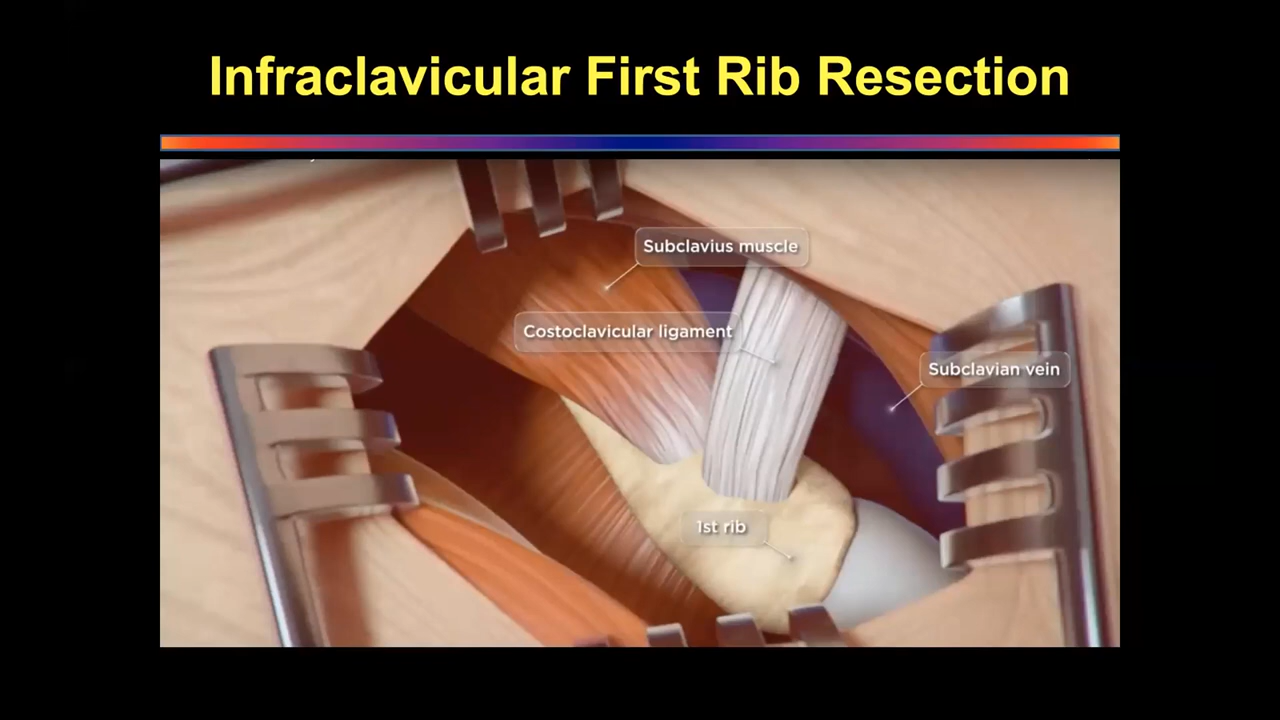 Infraclavicular First Rib Resection
Subclavius muscle
Costoclavicular ligament
Subclavian vein
1st rib